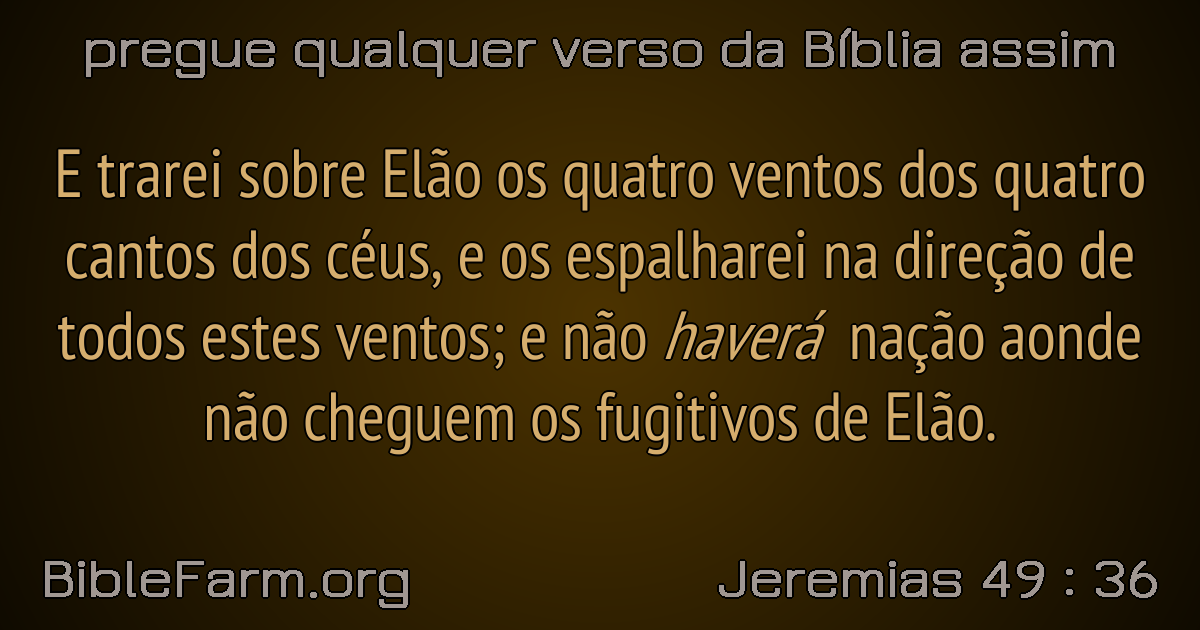 pregue qualquer verso da Bíblia assim
E trarei sobre Elão os quatro ventos dos quatro
cantos dos céus, e os espalharei na direção de
todos estes ventos; e não haverá nação aonde
não cheguem os fugitivos de Elão.
BibleFarm.org
Jeremias 49 : 36